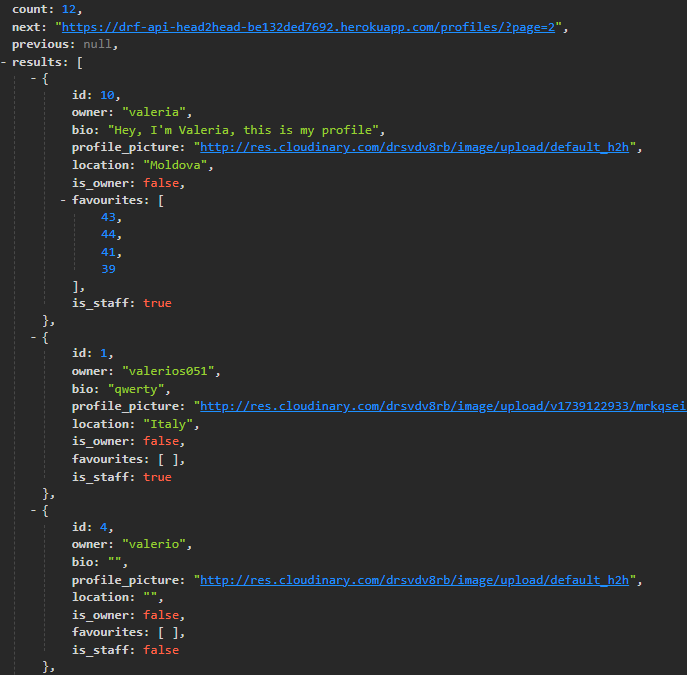 count: 12,
next: "https://drf-api-head2head-be132ded7692.herokuapp.com/profiles/?page=2",
previous: null,
- results: [
- {
id: 10,
owner: "valeria",
bio: "Hey, I'm Valeria, this is my profile",
profile_picture: "http://res.cloudinary.com/drsvdv8rb/image/upload/default_h2h",
location: "Moldova",
is_owner: false,
- favourites: [
43,
44,
41,
39
],
is_staff: true
},
- {
id: 1,
owner: "valerios051",
bio: "qwerty",
profile_picture: "http://res.cloudinary.com/drsvdv8rb/image/upload/v1739122933/mrkqsei
location: "Italy",
is_owner: false,
favourites: [ ],
is_staff: true
},
- {
id: 4,
owner: "valerio",
bio: "",
profile_picture: "http://res.cloudinary.com/drsvdv8rb/image/upload/default_h2h",
location: "",
is_owner: false,
favourites: [ ],
is_staff: false
},